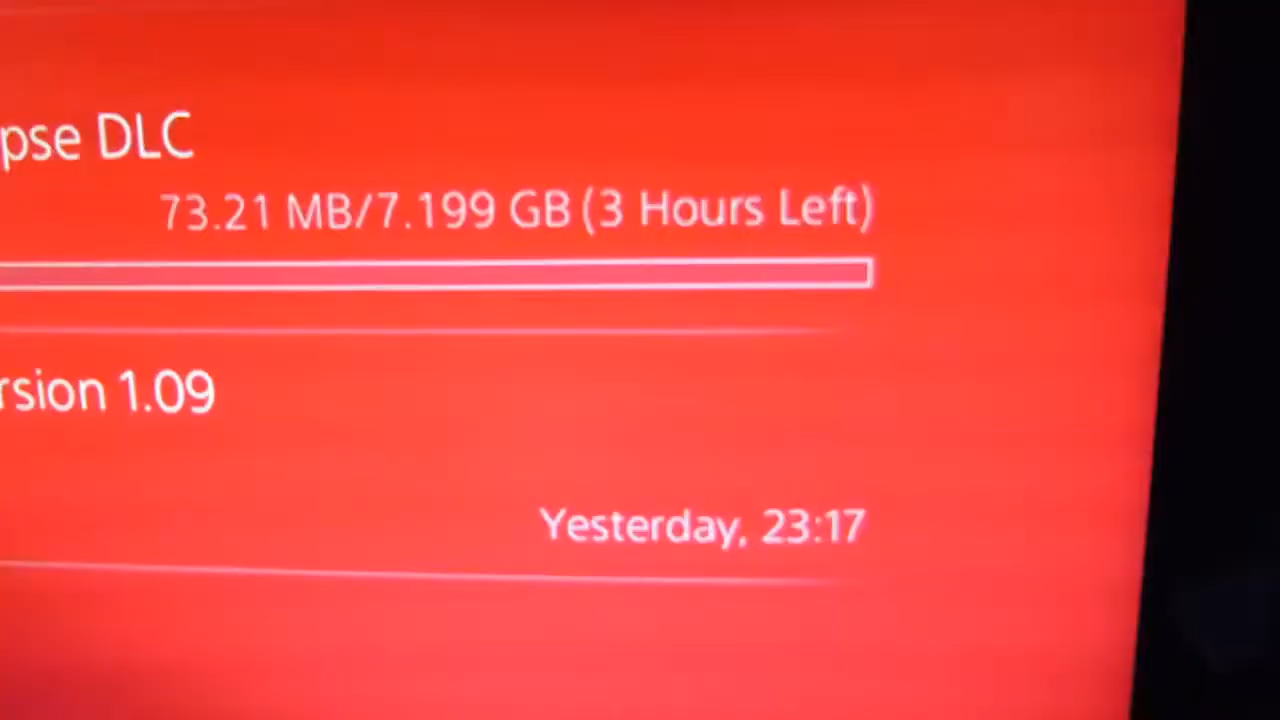 pse DLC
73.21 MB/7.199 GB (3 Hours Left)
rsion 1.09
Yesterday, 23:17